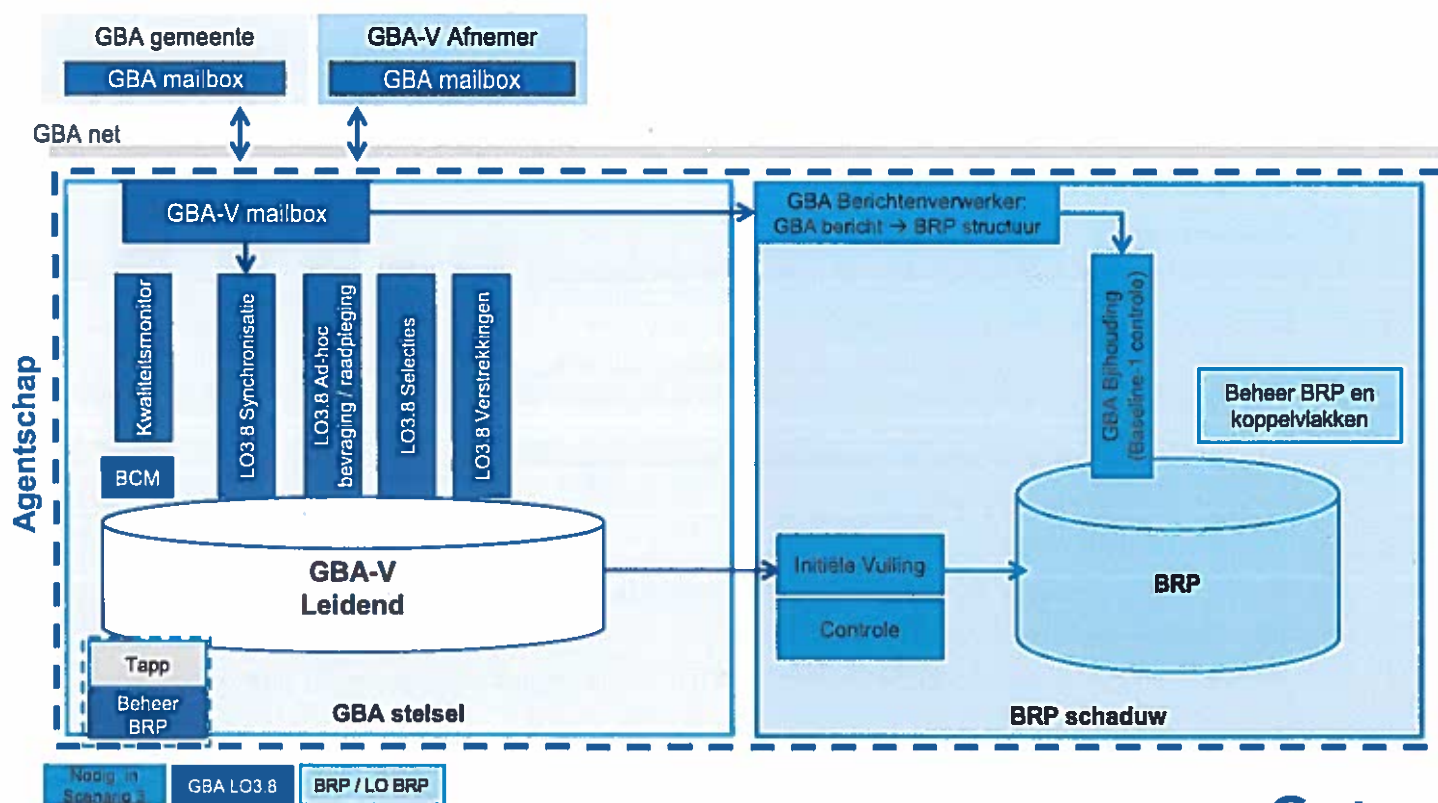 GBA gemeente
GBA mailbox
GBA-V Afnemer
GBA mailbox
GBA net
Agentschap
GBA-V mailbox
Kwaliteitsmonitor
BCM
LO3.8 Synchronisatie
LO3.8 Ad-hoc
bevraging / raadpleging
LO3.8 Selecties
LO3.8 Verstrekkingen
GBA-V
Leidend
Tapp
Beheer
BRP
GBA stelsel
GBA Berichtenverwerker:
GBA bericht → BRP structuur
GBA Bijhouding
(Baseline-1 controle)
Beheer BRP en
koppelvlakken
Initiële Vulling
Controle
BRP
BRP schaduw
Nodig in
Scenario 3
GBA LO3.8
BRP / LO BRP